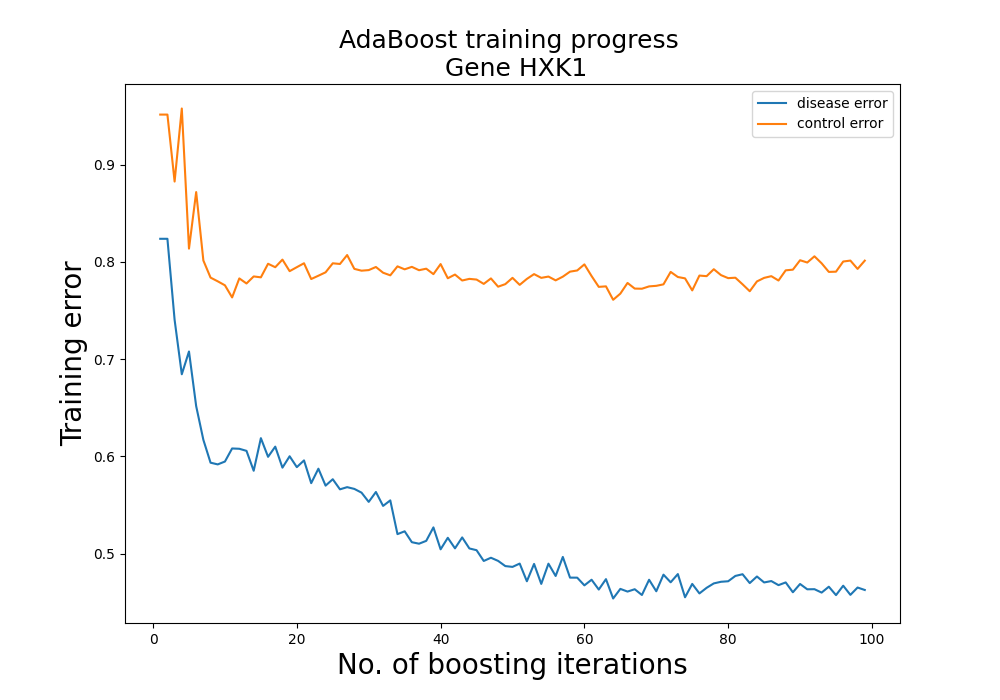 AdaBoost training progress
Gene HXK1
disease error
control error
0.9
0.8
0.7
0.6
0.5
Training error
0
20
40
60
80
100
No. of boosting iterations